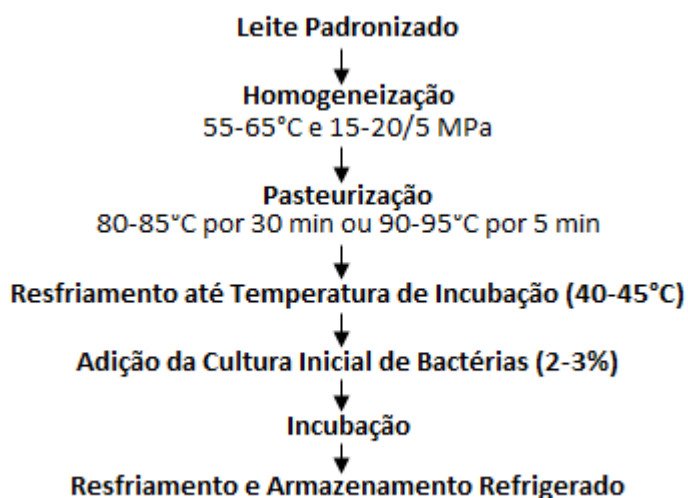 Leite Padronizado
Homogeneização
55-65°C e 15-20/5 MPa
Pasteurização
80-85°C por 30 min ou 90-95°C por 5 min
Resfriamento até Temperatura de Incubação (40-45°C)
Adição da Cultura Inicial de Bactérias (2-3%)
Incubação
Resfriamento e Armazenamento Refrigerado